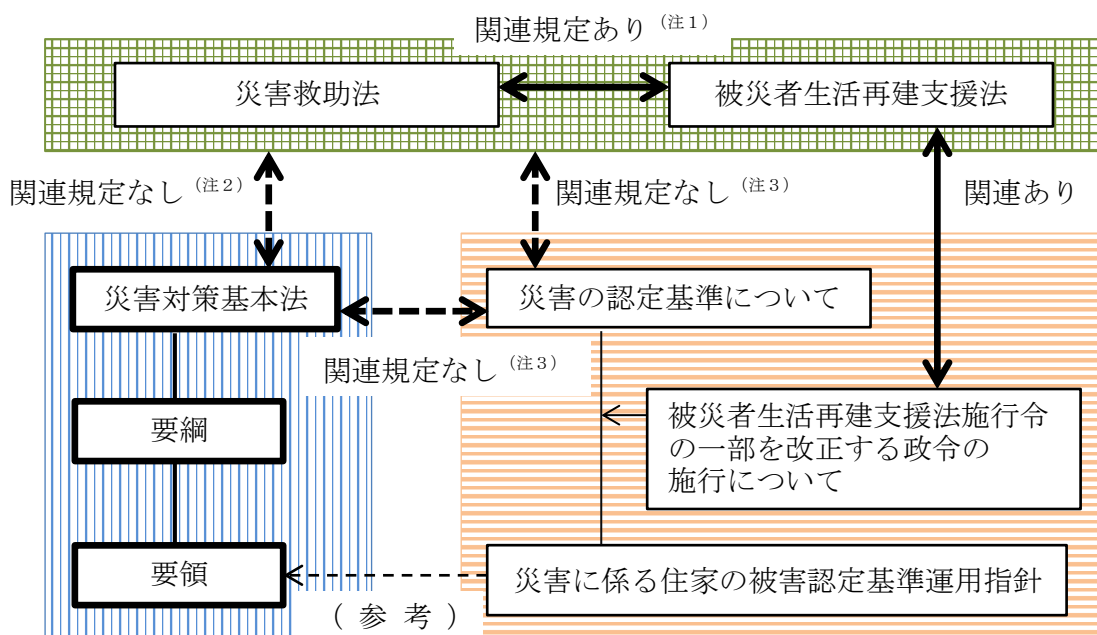 関連規定あり（注１）
災害救助法
被災者生活再建支援法
関連規定なし（注２）
関連規定なし（注３）
関連あり
災害対策基本法
災害の認定基準について
関連規定なし（注３）
要綱
被災者生活再建支援法施行令
の一部を改正する政令の
施行について
要領
災害に係る住家の被害認定基準運用指針
（参考）